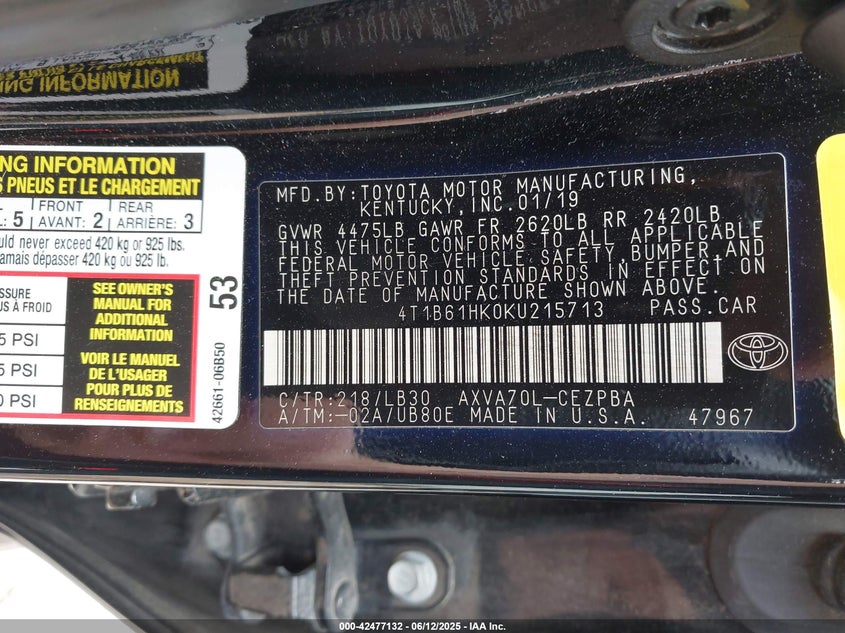 NG INFORMATION
S PNEUS ET LE CHARGEMENT
FRONT REAR
5 AVANT: 2 ARRIÈRE: 3
ould never exceed 420 kg or 925 lbs.
amais dépasser 420 kg ou 925 lb.
SSURE
S À FROID
5 PSI
5 PSI
0 PSI
SEE OWNER'S
MANUAL FOR
ADDITIONAL
INFORMATION
VOIR LE MANUEL
DE L'USAGER
POUR PLUS DE
RENSEIGNEMENTS
53
42661-06B50
MFD.BY:TOYOTA MOTOR MANUFACTURING,
KENTUCKY,INC.01/19
GVWR 4475LB GAWR FR 2620LB RR 2420LB
THIS VEHICLE CONFORMS TO ALL APPLICABLE
FEDERAL MOTOR VEHICLE SAFETY,BUMPER,AND
THEFT PREVENTION STANDARDS IN EFFECT ON
THE DATE OF MANUFACTURE SHOWN ABOVE.
4T1B61HK0KU215713 PASS.CAR
C/TR:218/LB30 AXVA70L-CEZPBA
A/TM:-02A/UB80E MADE IN U.S.A. 47967
000-42477132 - 06/12/2025 - IAA Inc.